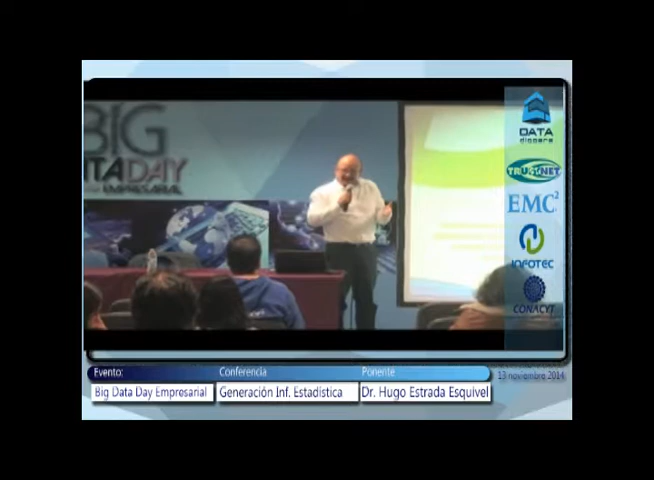 BIG
DATA DAY
EMPRESARIAL
DATA
diggers
EMC²
INFOTEC
CONACYT
Evento:
Conferencia
Ponente
13 noviembre 2014
Big Data Day Empresarial
Generación Inf. Estadística
Dr. Hugo Estrada Esquivel